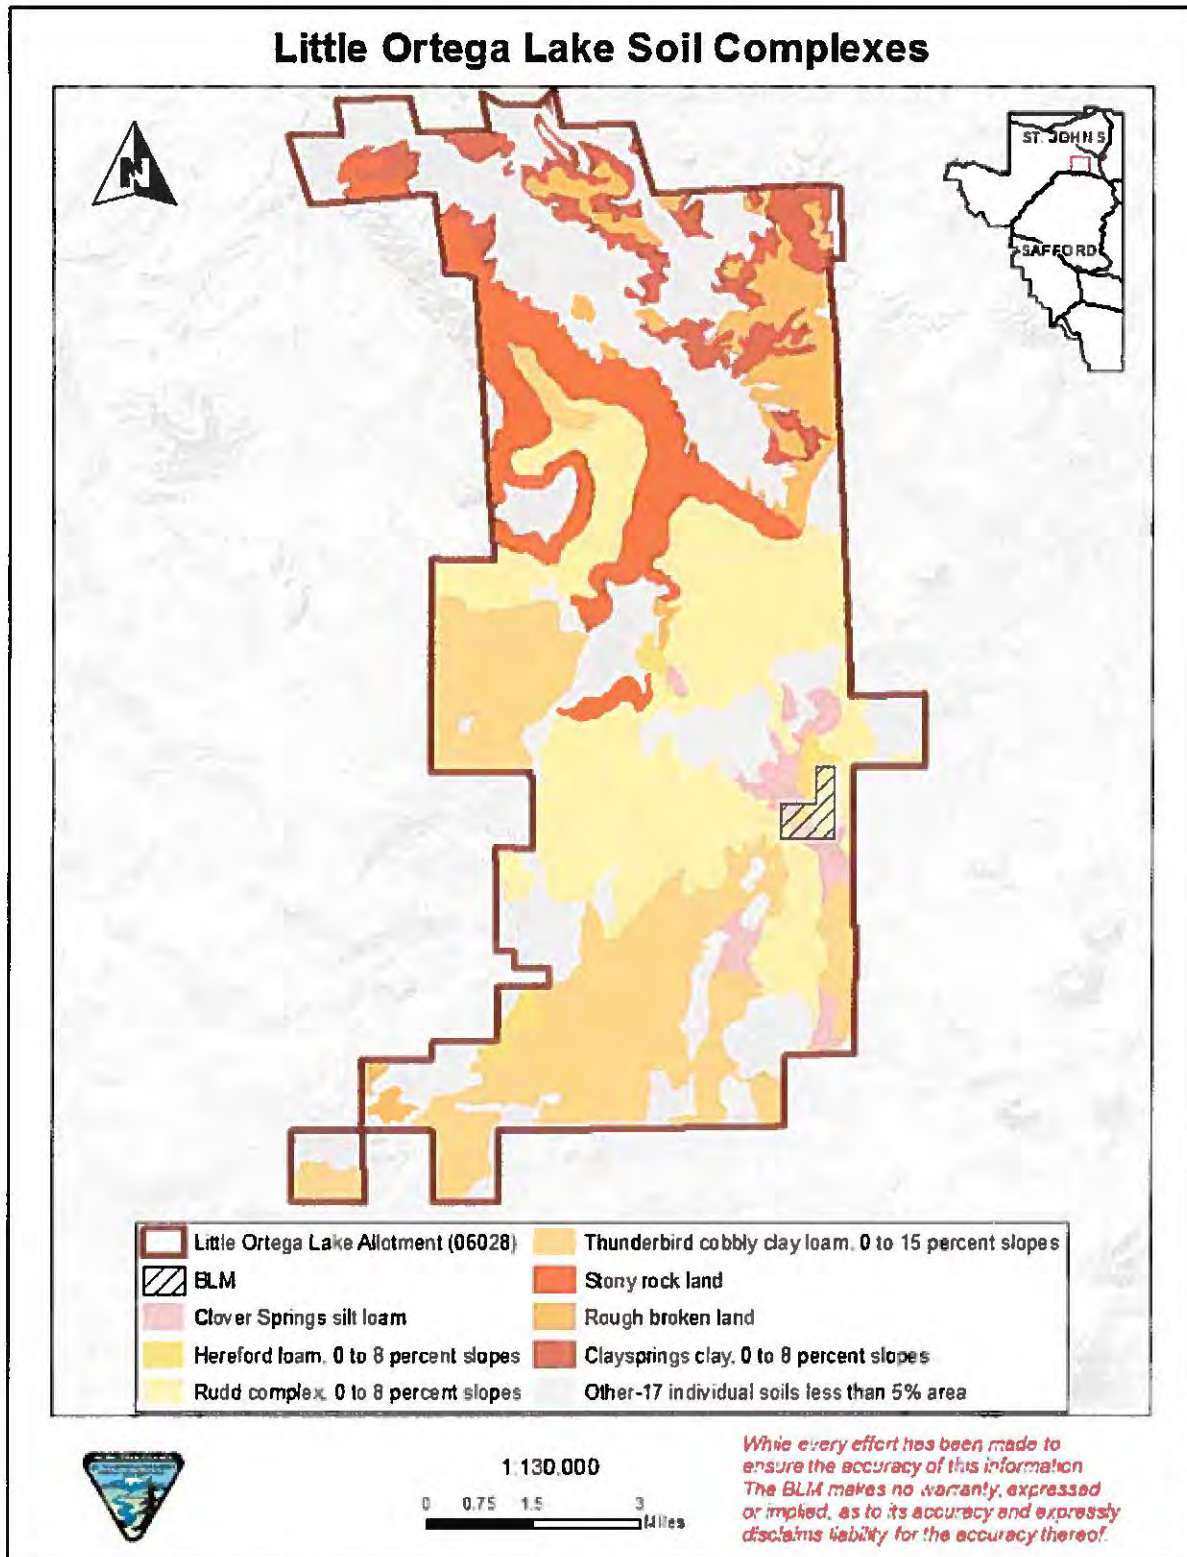 Little Ortega Lake Soil Complexes
N
ST. JOHNS
SAFFORD
Little Ortega Lake Allotment (06028)
BLM
Clover Springs silt loam
Hereford loam, 0 to 8 percent slopes
Rudd complex, 0 to 8 percent slopes
Thunderbird cobbly clay loam, 0 to 15 percent slopes
Stony rock land
Rough broken land
Claysprings clay, 0 to 8 percent slopes
Other-17 individual soils less than 5% area
1:130,000
0 0.75 1.5 3
Miles
While every effort has been made to
ensure the accuracy of this information
The BLM makes no warranty, expressed
or implied, as to its accuracy and expressly
disclaims liability for the accuracy thereof.